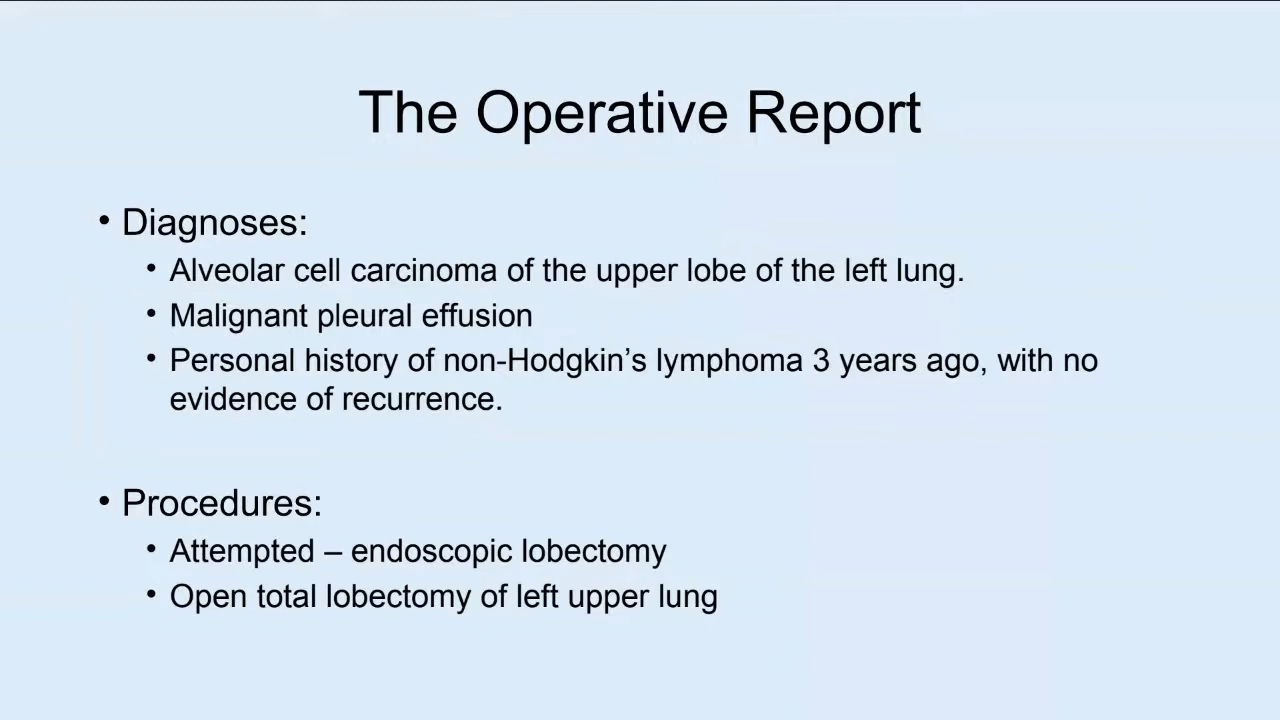 The Operative Report
• Diagnoses:
• Alveolar cell carcinoma of the upper lobe of the left lung.
• Malignant pleural effusion
• Personal history of non-Hodgkin’s lymphoma 3 years ago, with no
evidence of recurrence.
• Procedures:
• Attempted – endoscopic lobectomy
• Open total lobectomy of left upper lung